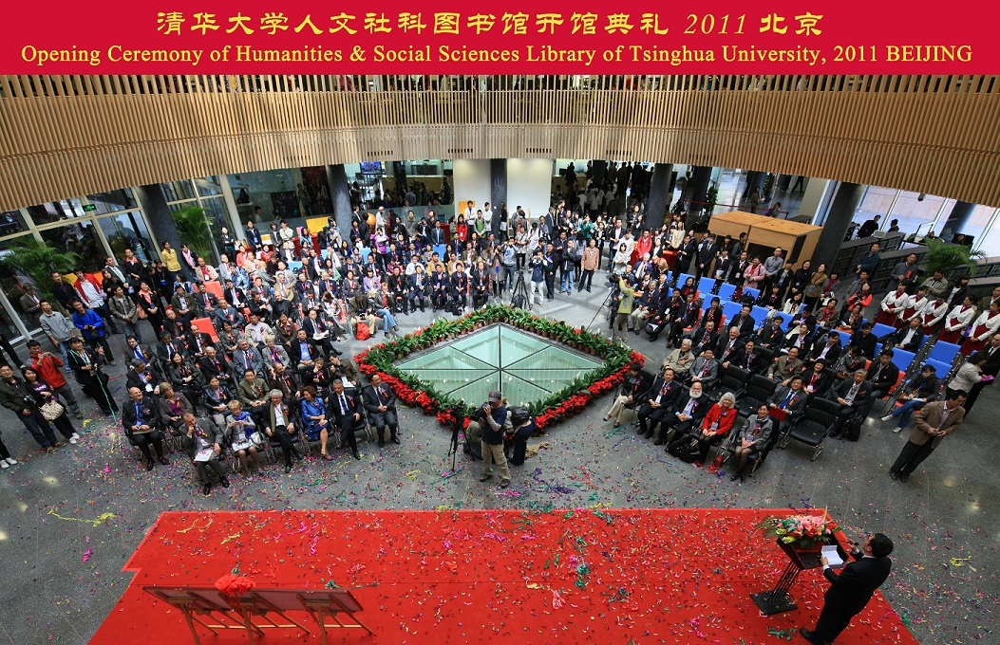 清华大学人文社科图书馆开馆典礼 2011 北京
Opening Ceremony of Humanities & Social Sciences Library of Tsinghua University, 2011 BEIJING